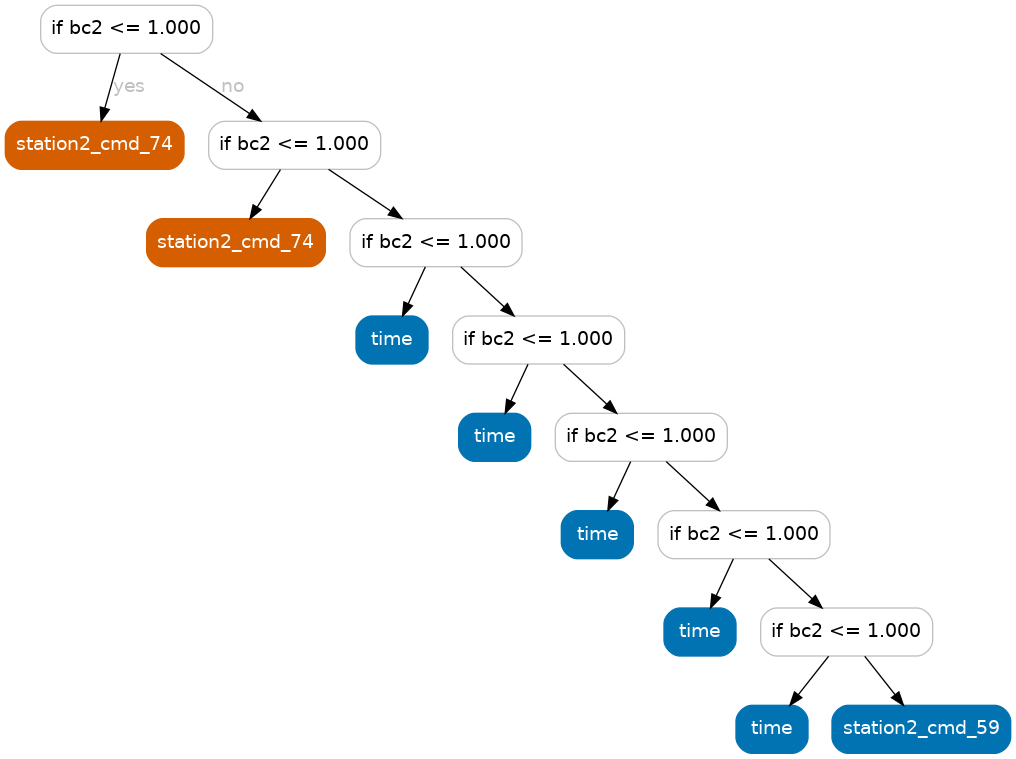 if bc2 <= 1.000
yes
no
station2_cmd_74
if bc2 <= 1.000
station2_cmd_74
if bc2 <= 1.000
time
if bc2 <= 1.000
time
if bc2 <= 1.000
time
if bc2 <= 1.000
time
if bc2 <= 1.000
time
station2_cmd_59